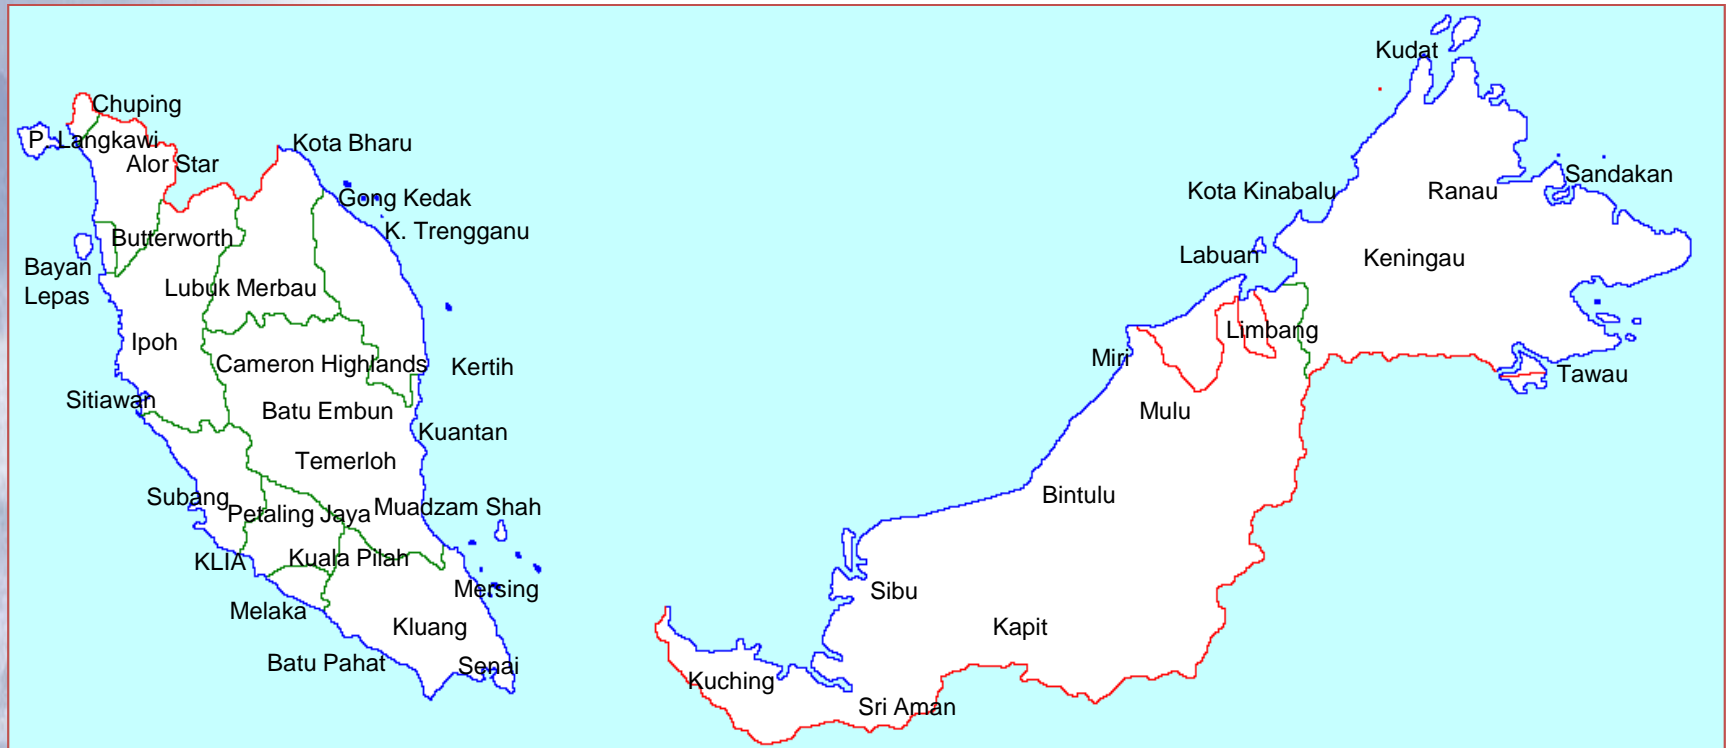 Kudat
Chuping
P. Langkawi
Kota Bharu
Alor Star
Sandakan
Kota Kinabalu
Ranau
Gong Kedak
K. Trengganu
Butterworth
Labuan
Keningau
Bayan
Lepas
Lubuk Merbau
Limbang
Ipoh
Miri
Cameron Highlands
Kertih
Tawau
Sitiawan
Batu Embun
Mulu
Kuantan
Temerloh
Subang
Bintulu
Petaling Jaya
Muadzam Shah
KLIA
Kuala Pilah
Mersing
Sibu
Melaka
Kluang
Kapit
Batu Pahat
Senai
Kuching
Sri Aman